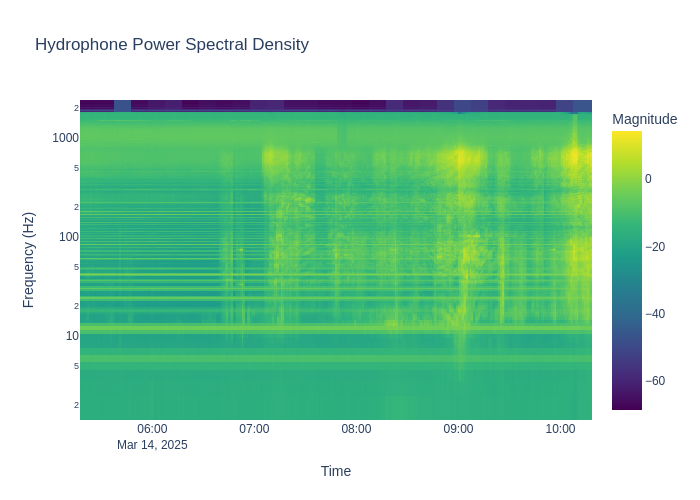 Hydrophone Power Spectral Density
Magnitude
2
1000
5
2
100
5
2
10
5
2
0
−20
−40
−60
Frequency (Hz)
06:00 07:00 08:00 09:00 10:00
Mar 14, 2025
Time